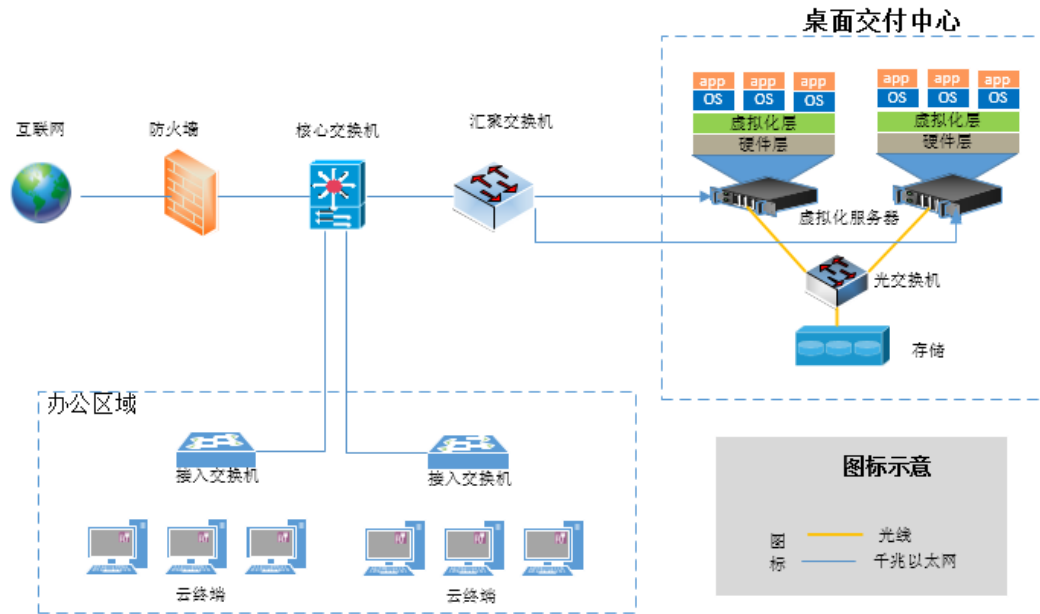 桌面交付中心
app app app
OS OS OS
虚拟化层
硬件层
app app app
OS OS OS
虚拟化层
硬件层
互联网
防火墙
核心交换机
汇聚交换机
虚拟化服务器
光交换机
存储
办公区域
接入交换机
接入交换机
云终端
云终端
图标示意
图标
光线
千兆以太网